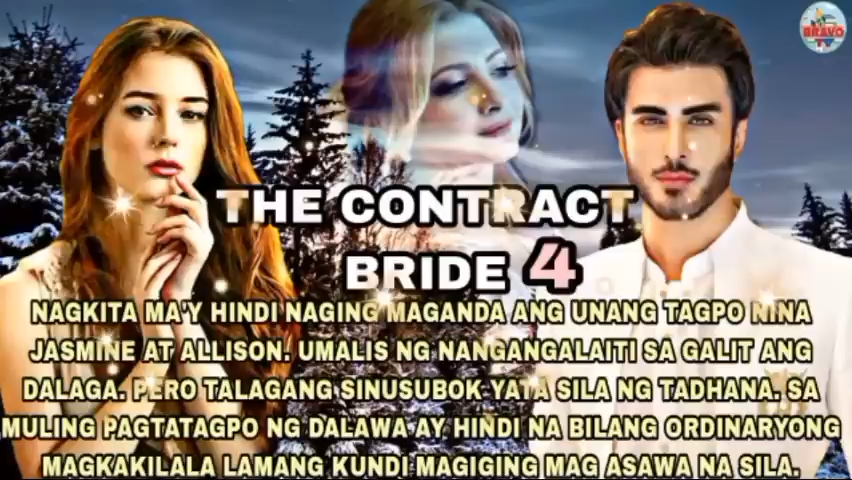 BRAVO
TV
THE CONTRACT
BRIDE 4
NAGKITA MA'Y HINDI NAGING MAGANDA ANG UNANG TAGPO NINA
JASMINE AT ALLISON. UMALIS NG NANGANGALAITI SA GALIT ANG
DALAGA. PERO TALAGANG SINUSUBOK YATA SILA NG TADHANA. SA
MULING PAGTATAGPO NG DALAWA AY HINDI NA BILANG ORDINARYONG
MAGKAKILALA LAMANG KUNDI MAGIGING MAG ASAWA NA SILA.